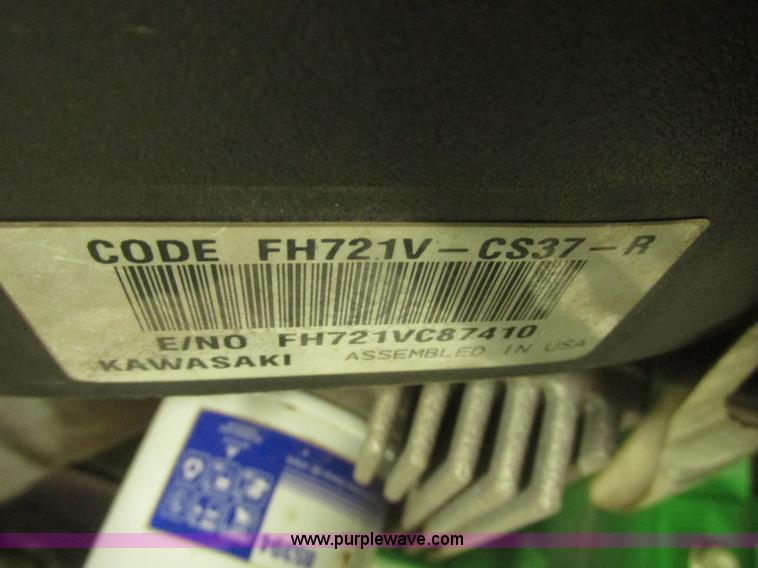 CODE FH721V-CS37-R
E/NO FH721VC87410
KAWASAKI ASSEMBLED IN USA
www.purplewave.com